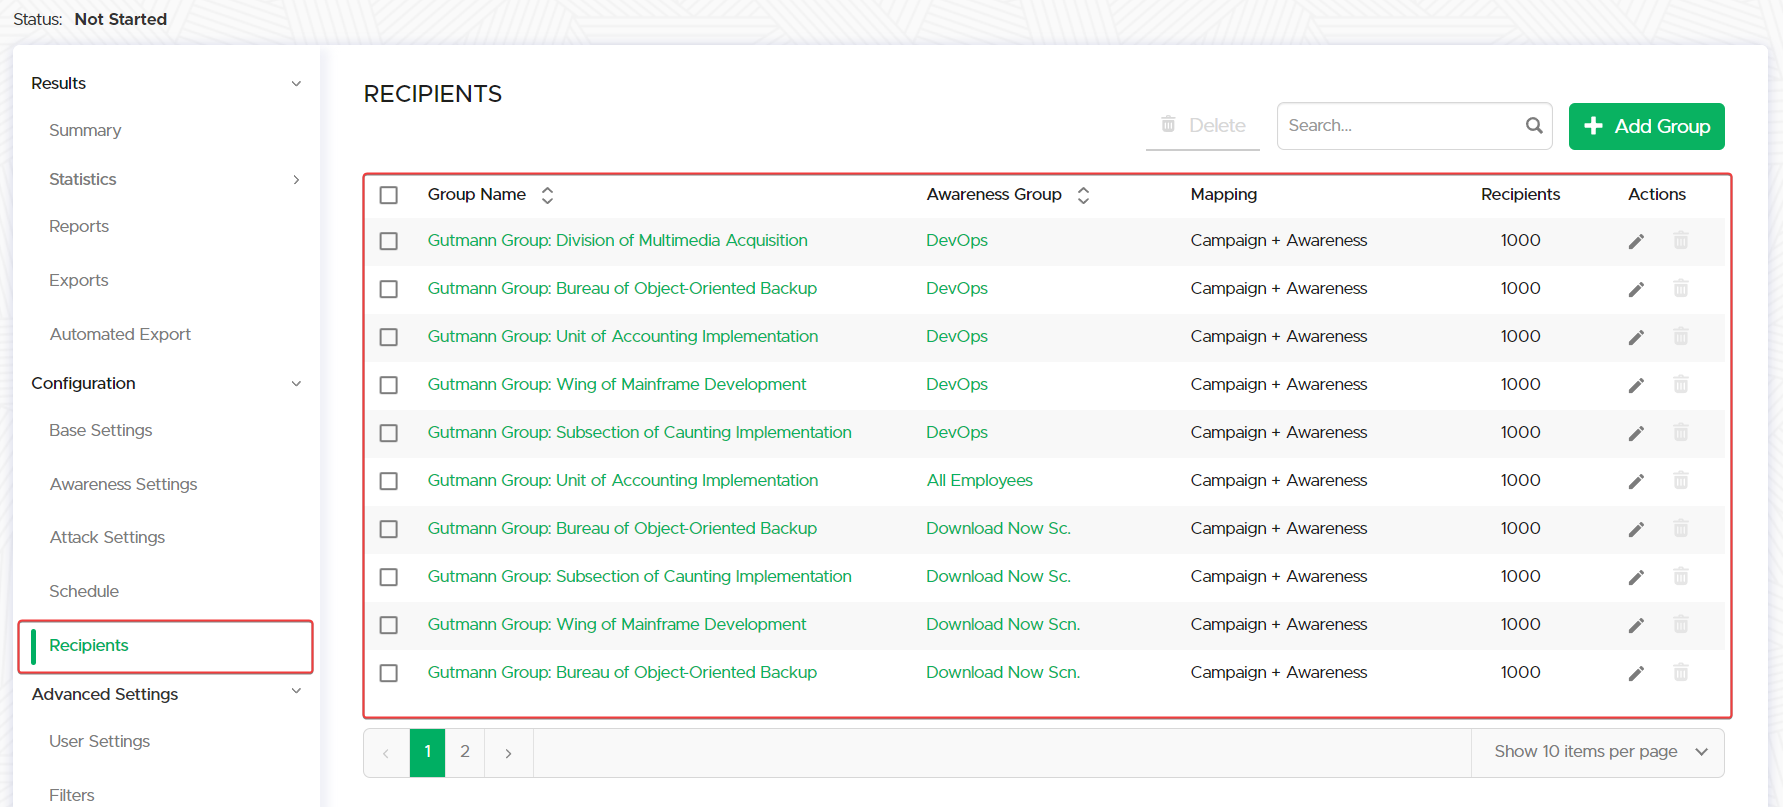 Status: Not Started
Results
Summary
Statistics
Reports
Exports
Automated Export
Configuration
Base Settings
Awareness Settings
Attack Settings
Schedule
Recipients
Advanced Settings
User Settings
Filters
RECIPIENTS
Delete
Search...
Add Group
Group Name Awareness Group Mapping Recipients Actions
Gutmann Group: Division of Multimedia Acquisition DevOps Campaign + Awareness 1000
Gutmann Group: Bureau of Object-Oriented Backup DevOps Campaign + Awareness 1000
Gutmann Group: Unit of Accounting Implementation DevOps Campaign + Awareness 1000
Gutmann Group: Wing of Mainframe Development DevOps Campaign + Awareness 1000
Gutmann Group: Subsection of Caunting Implementation DevOps Campaign + Awareness 1000
Gutmann Group: Unit of Accounting Implementation All Employees Campaign + Awareness 1000
Gutmann Group: Bureau of Object-Oriented Backup Download Now Sc. Campaign + Awareness 1000
Gutmann Group: Subsection of Caunting Implementation Download Now Sc. Campaign + Awareness 1000
Gutmann Group: Wing of Mainframe Development Download Now Scn. Campaign + Awareness 1000
Gutmann Group: Bureau of Object-Oriented Backup Download Now Scn. Campaign + Awareness 1000
1 2 Show 10 items per page